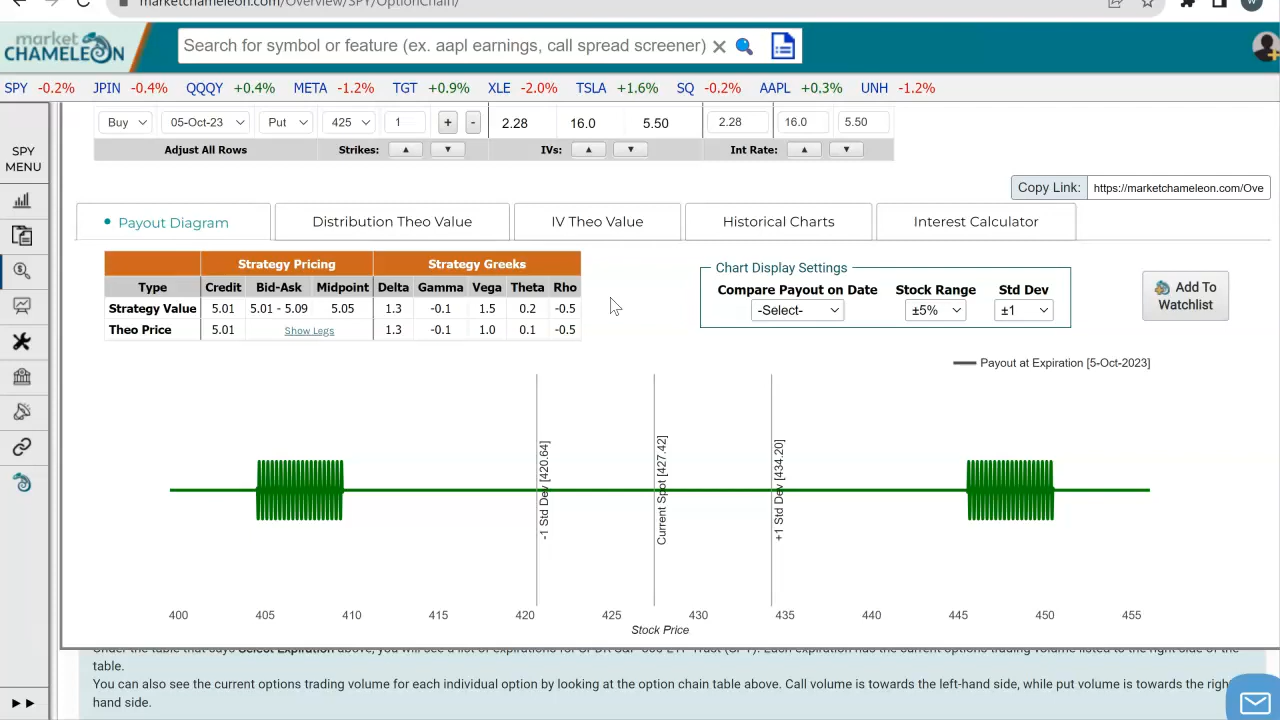 marketchameleon.com/Overview/SPY/OptionChain/
W
market
CHAMELEON
Search for symbol or feature (ex. aapl earnings, call spread screener)
SPY -0.2% JPIN -0.4% QQQY +0.4% META -1.2% TGT +0.9% XLE -2.0% TSLA +1.6% SQ -0.2% AAPL +0.3% UNH -1.2%
SPY
MENU
Buy 05-Oct-23 Put 425 1 + - 2.28 16.0 5.50 2.28 16.0 5.50
Adjust All Rows Strikes: ▲ ▼ IVs: ▲ ▼ Int Rate: ▲ ▼
Copy Link: https://marketchameleon.com/Ove
• Payout Diagram Distribution Theo Value IV Theo Value Historical Charts Interest Calculator
Strategy Pricing Strategy Greeks
Type Credit Bid-Ask Midpoint Delta Gamma Vega Theta Rho
Strategy Value 5.01 5.01 - 5.09 5.05 1.3 -0.1 1.5 0.2 -0.5
Theo Price 5.01 Show Legs 1.3 -0.1 1.0 0.1 -0.5
Chart Display Settings
Compare Payout on Date Stock Range Std Dev
-Select- ±5% ±1
Add To
Watchlist
Payout at Expiration [5-Oct-2023]
-1 Std Dev [420.64]
Current Spot [427.42]
+1 Std Dev [434.20]
400 405 410 415 420 425 430 435 440 445 450 455
Stock Price
table.
You can also see the current options trading volume for each individual option by looking at the option chain table above. Call volume is towards the left-hand side, while put volume is towards the righ
hand side.